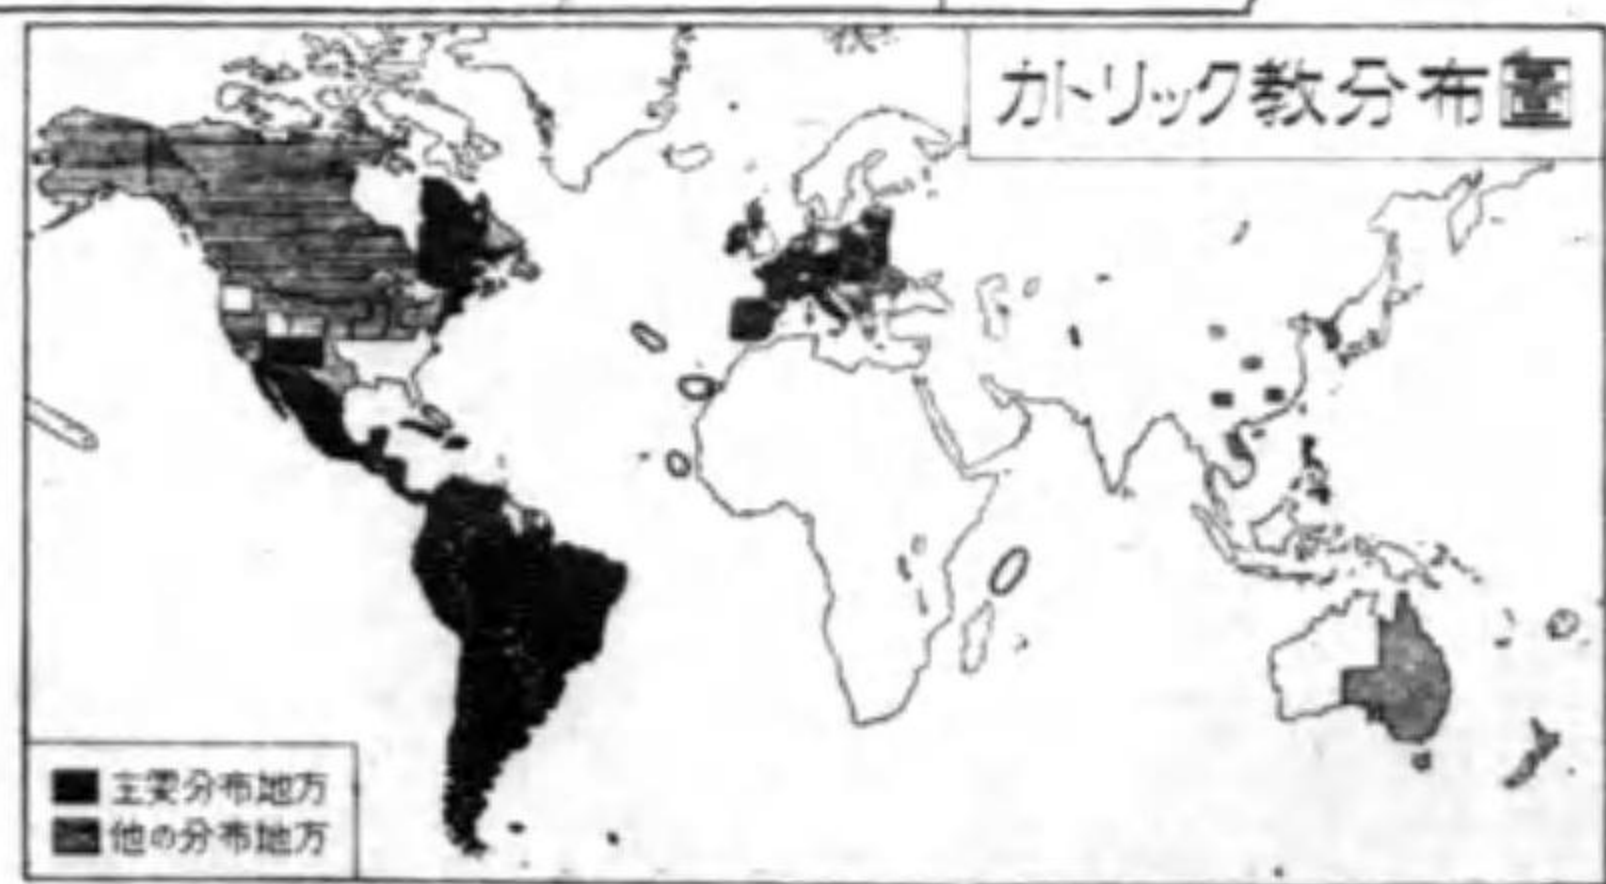 カトリック教分布圖
主要分布地方
他の分布地方